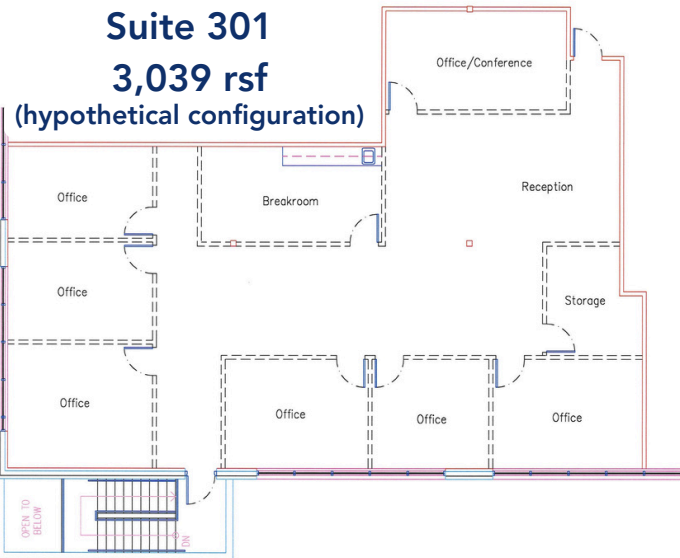 Suite 301
3,039 rsf
(hypothetical configuration)
Office/Conference
Office
Breakroom
Reception
Office
Storage
Office
Office
Office
Office
OPEN TO
BELOW
DN